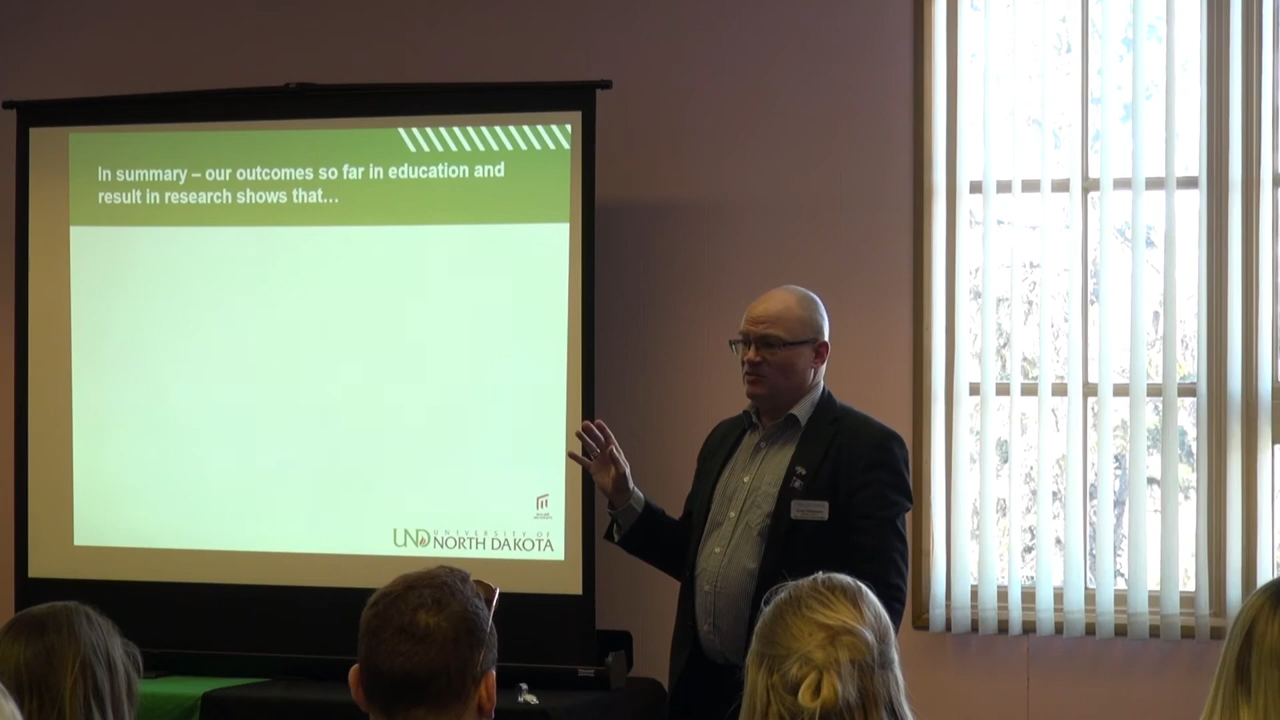 In summary – our outcomes so far in education and
result in research shows that...
UND UNIVERSITY OF
NORTH DAKOTA